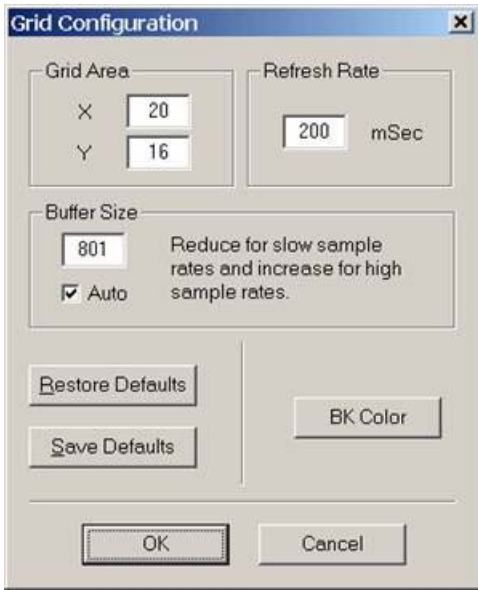 Grid Configuration
Grid Area
X 20
Y 16
Refresh Rate
200 mSec
Buffer Size
801
Auto
Reduce for slow sample
rates and increase for high
sample rates.
Restore Defaults
Save Defaults
BK Color
OK
Cancel